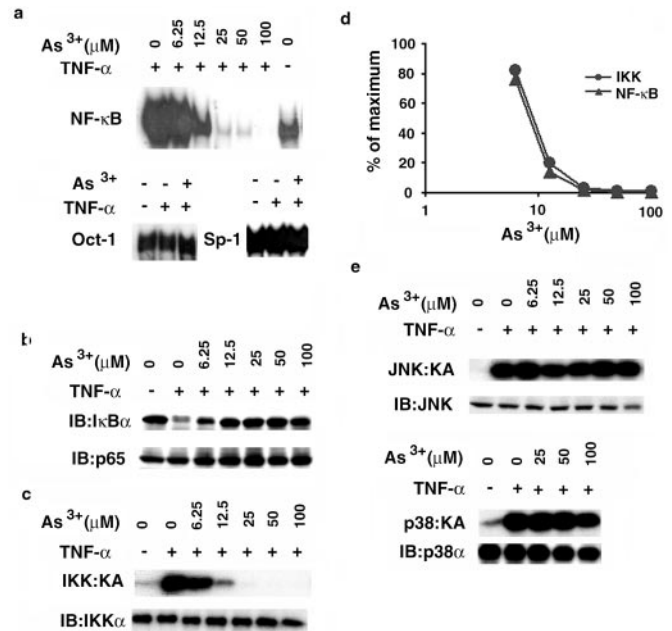 a
As 3+(μM) 0 6.25 12.5 25 50 100 0
TNF-α + + + + + + -
NF-κB
As 3+ - - + - - +
TNF-α - + + - + +
Oct-1 Sp-1
b
As 3+(μM) 0 0 6.25 12.5 25 50 100
TNF-α - + + + + + +
IB:IκBα
IB:p65
c
As 3+(μM) 0 0 6.25 12.5 25 50 100
TNF-α - + + + + + +
IKK:KA
IB:IKKα
d
% of maximum
100
80
60
40
20
0
1 10 100
As 3+(μM)
IKK
NF-κB
e
As 3+(μM) 0 0 6.25 12.5 25 50 100
TNF-α - + + + + + +
JNK:KA
IB:JNK
As 3+(μM) 0 0 25 50 100
TNF-α - + + + +
p38:KA
IB:p38α